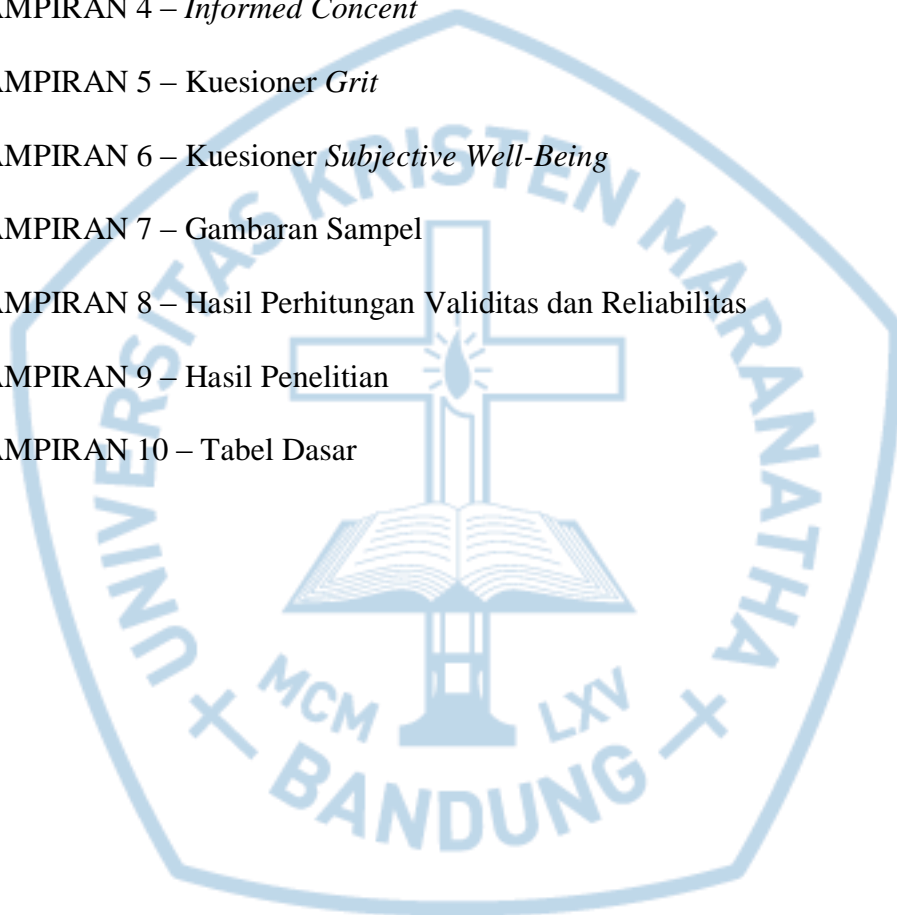 AMPIRAN 4 – Informed Concent
AMPIRAN 5 – Kuesioner Grit
AMPIRAN 6 – Kuesioner Subjective Well-Being
AMPIRAN 7 – Gambaran Sampel
AMPIRAN 8 – Hasil Perhitungan Validitas dan Reliabilitas
AMPIRAN 9 – Hasil Penelitian
AMPIRAN 10 – Tabel Dasar
UNIVERSITAS KRISTEN MARANATHA
MCM LXV
BANDUNG